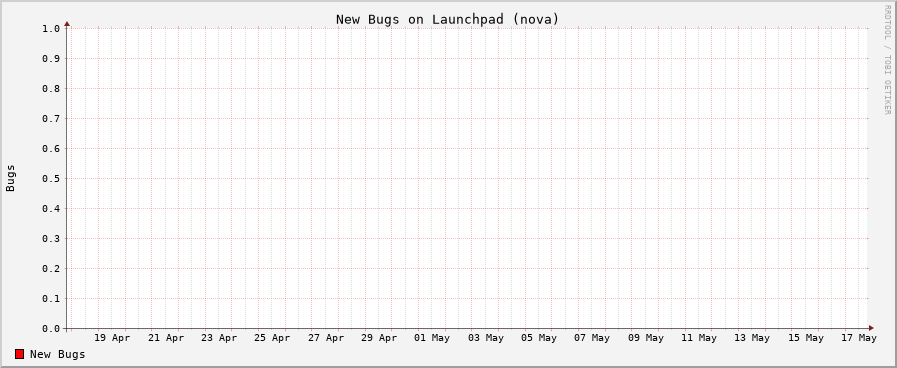 New Bugs on Launchpad (nova)
RRDTOOL / TOBI OETIKER
Bugs
1.0
0.9
0.8
0.7
0.6
0.5
0.4
0.3
0.2
0.1
0.0
19 Apr 21 Apr 23 Apr 25 Apr 27 Apr 29 Apr 01 May 03 May 05 May 07 May 09 May 11 May 13 May 15 May 17 May
New Bugs